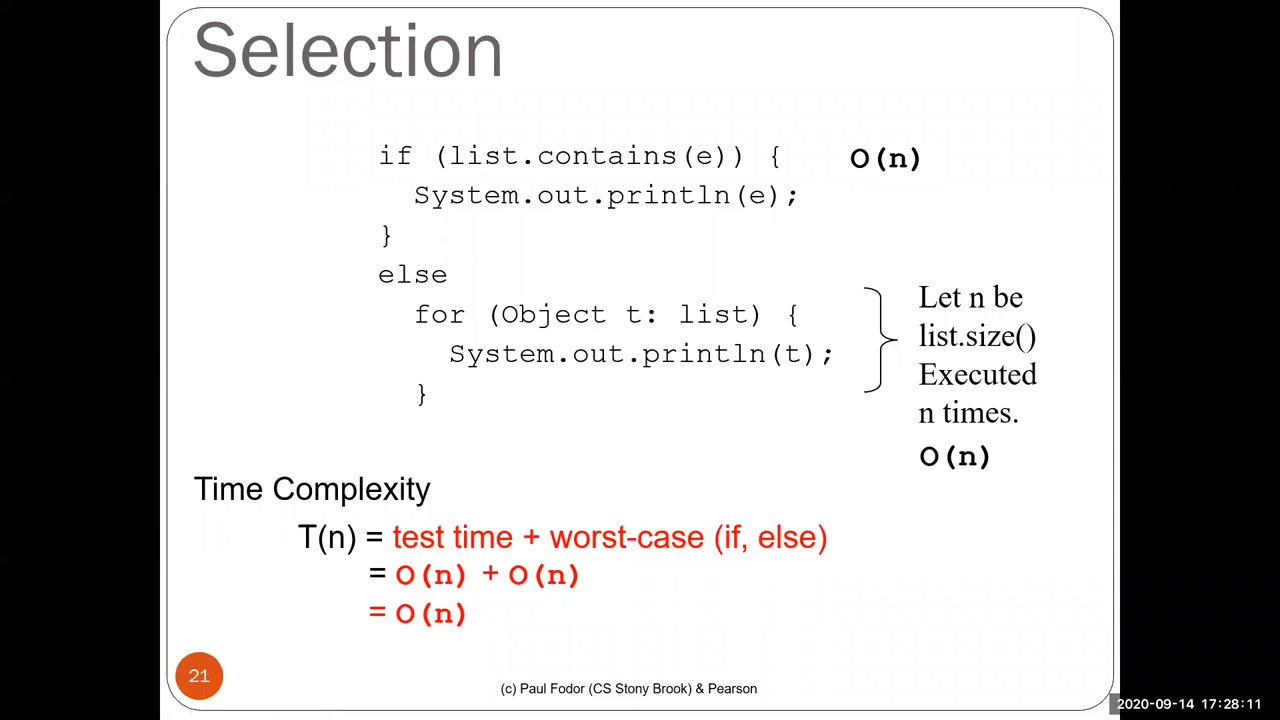 Selection
if (list.contains(e)) { O(n)
System.out.println(e);
}
else
for (Object t: list) {
System.out.println(t);
}
Let n be
list.size()
Executed
n times.
O(n)
Time Complexity
T(n) = test time + worst-case (if, else)
= O(n) + O(n)
= O(n)
21
(c) Paul Fodor (CS Stony Brook) & Pearson
2020-09-14 17:28:11